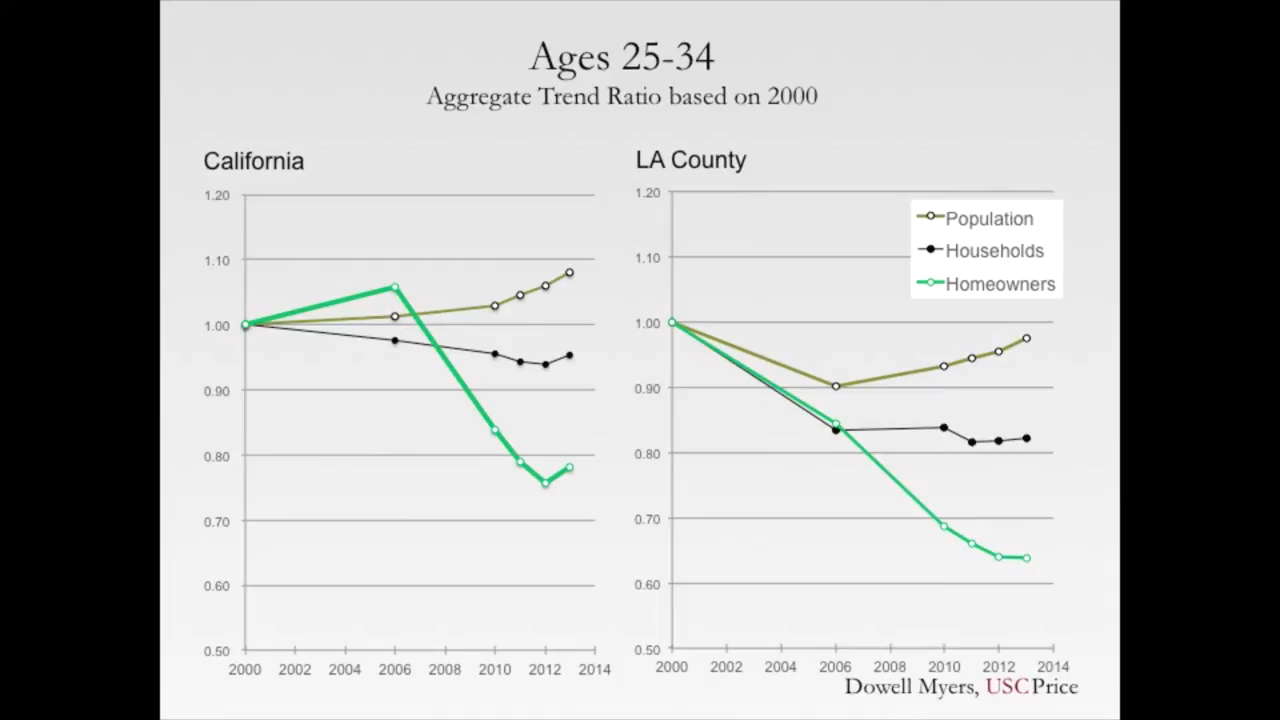 Ages 25-34
Aggregate Trend Ratio based on 2000
California
1.20
1.10
1.00
0.90
0.80
0.70
0.60
0.50
2000 2002 2004 2006 2008 2010 2012 2014
LA County
1.20
1.10
1.00
0.90
0.80
0.70
0.60
0.50
2000 2002 2004 2006 2008 2010 2012 2014
Population
Households
Homeowners
Dowell Myers, USC Price